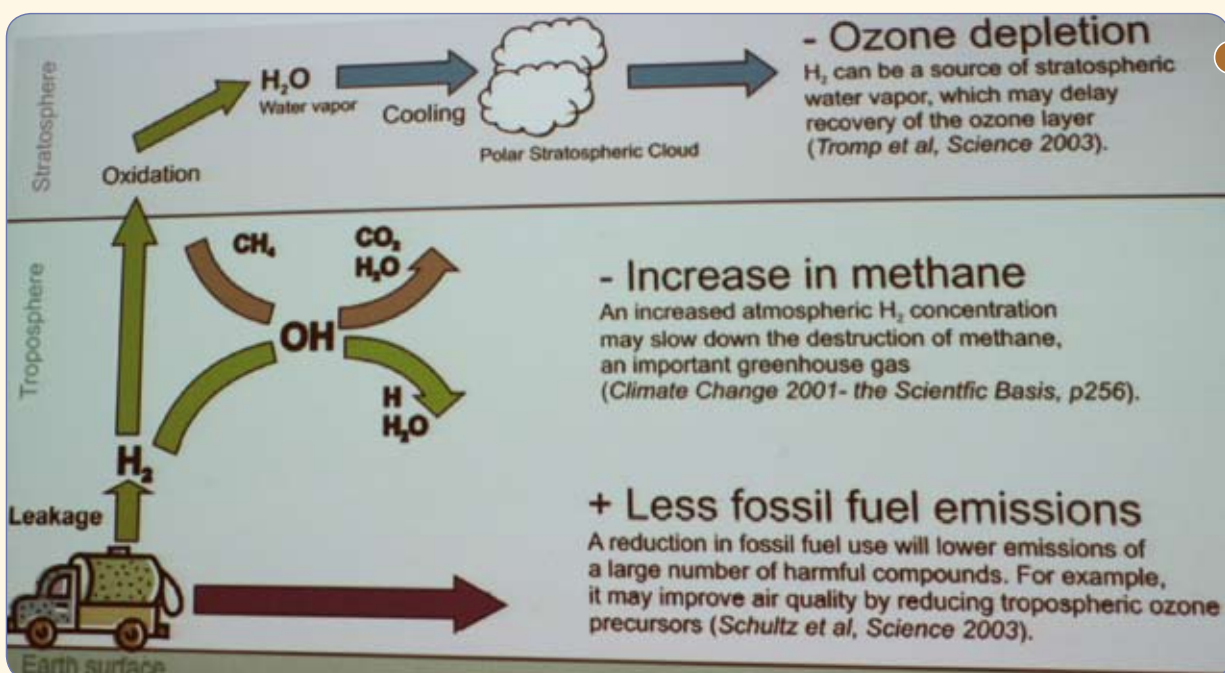 Stratosphere
H₂O
Water vapor
Cooling
Polar Stratospheric Cloud
Oxidation
- Ozone depletion
H₂ can be a source of stratospheric
water vapor, which may delay
recovery of the ozone layer
(Tromp et al, Science 2003).
Troposphere
CH₄
CO₂
H₂O
OH
H
H₂O
H₂
Leakage
- Increase in methane
An increased atmospheric H₂ concentration
may slow down the destruction of methane,
an important greenhouse gas
(Climate Change 2001- the Scientfic Basis, p256).
+ Less fossil fuel emissions
A reduction in fossil fuel use will lower emissions of
a large number of harmful compounds. For example,
it may improve air quality by reducing tropospheric ozone
precursors (Schultz et al, Science 2003).
Earth surface